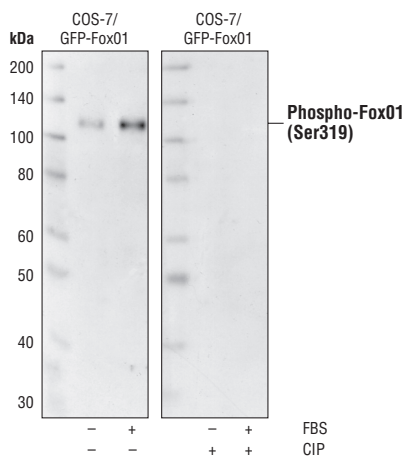 COS-7/
GFP-Fox01
COS-7/
GFP-Fox01
kDa
200
140
100
80
60
50
40
30
Phospho-Fox01
(Ser319)
– + – + FBS
– – + + CIP